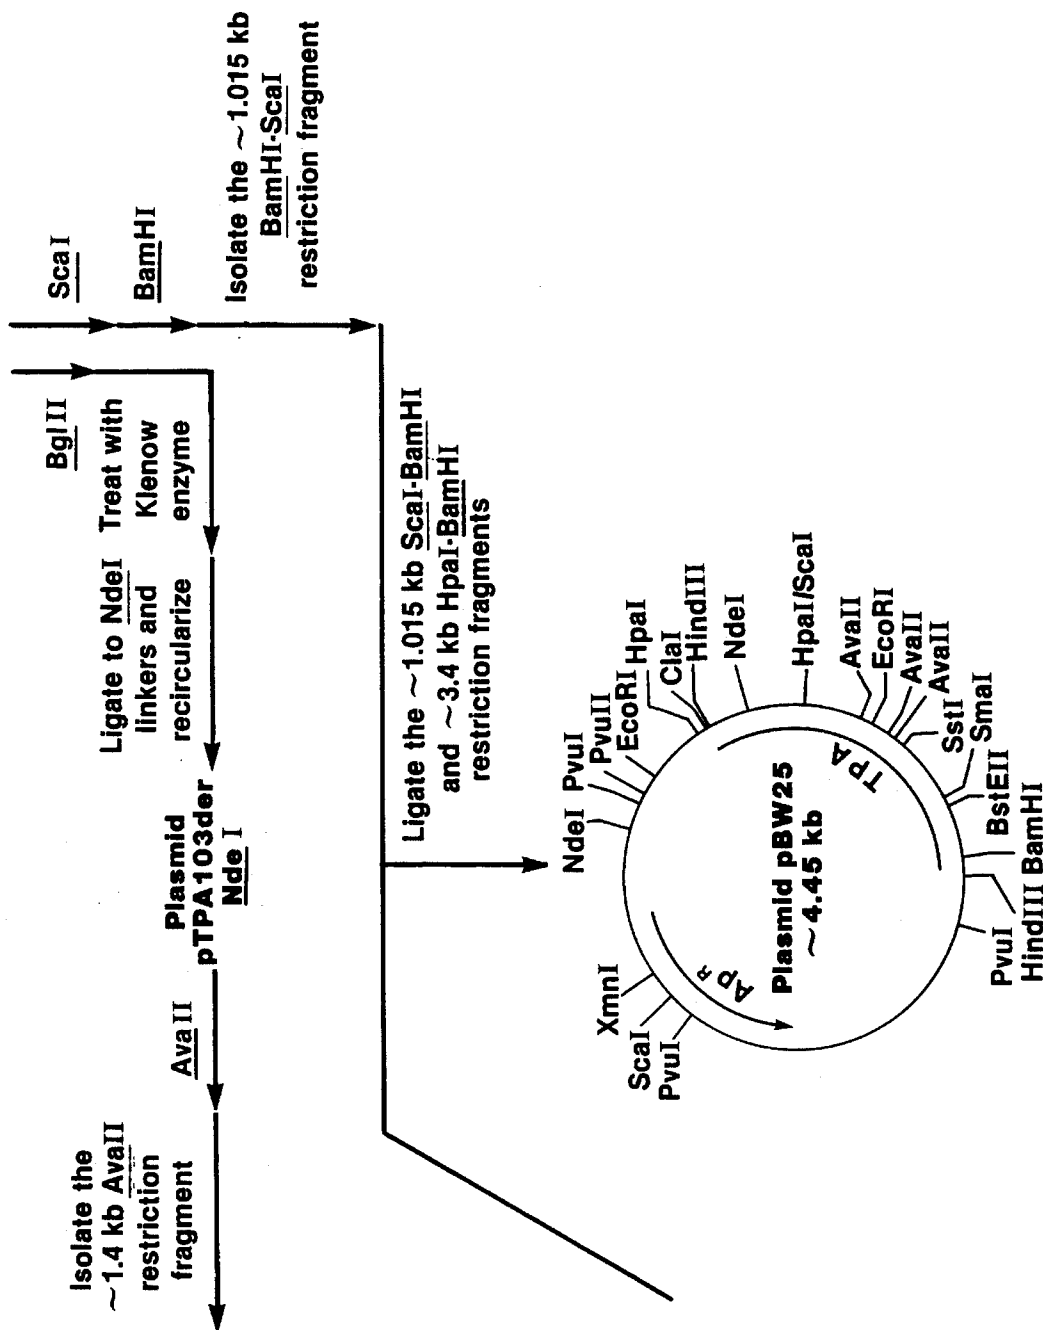 ScaI
BamHI
Isolate the ~1.015 kb
BamHI-ScaI
restriction fragment
BglII
Treat with
Klenow
enzyme
Ligate to NdeI
linkers and
recircularize
Plasmid
pTPA103der
NdeI
AvaII
Isolate the
~1.4 kb AvaII
restriction
fragment
Ligate the ~1.015 kb ScaI-BamHI
and ~3.4 kb HpaI-BamHI
restriction fragments
NdeI
PvuI
PvuII
EcoRI
HpaI
ClaI
HindIII
NdeI
HpaI/ScaI
AvaII
EcoRI
AvaII
AvaII
SstI
SmaI
BstEII
BamHI
HindIII
PvuI
PvuI
ScaI
XmnI
ApR
TPA
Plasmid pBW25
~4.45 kb